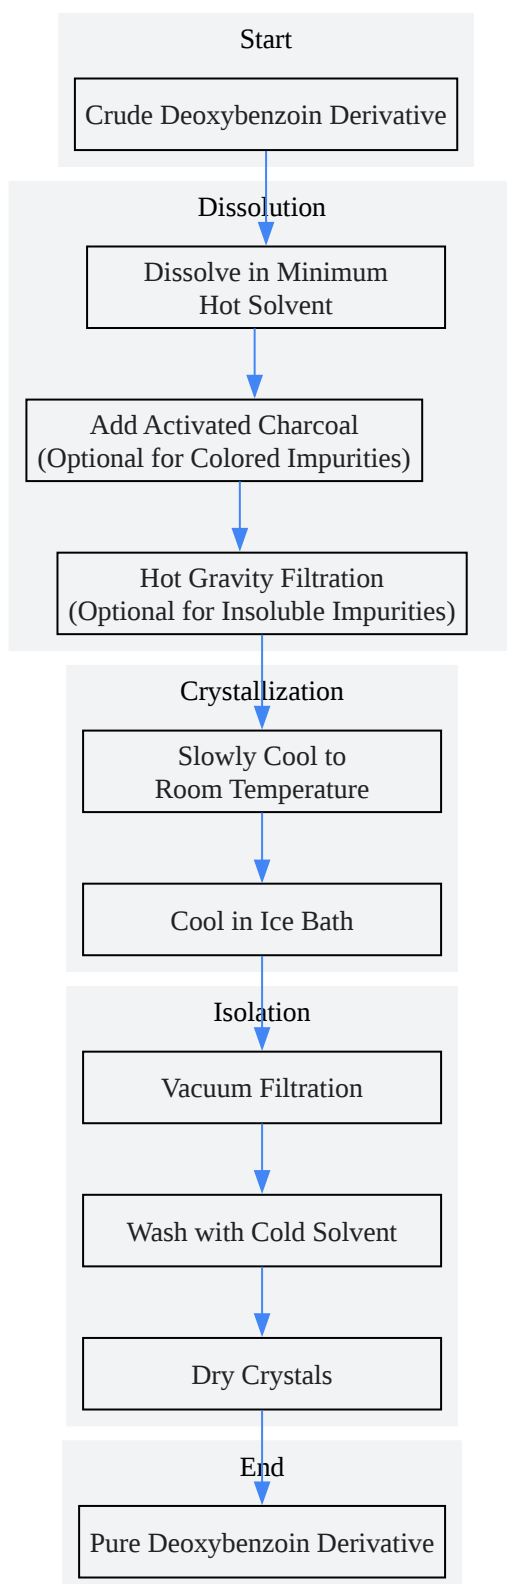 Start
Crude Deoxybenzoin Derivative
Dissolution
Dissolve in Minimum
Hot Solvent
Add Activated Charcoal
(Optional for Colored Impurities)
Hot Gravity Filtration
(Optional for Insoluble Impurities)
Crystallization
Slowly Cool to
Room Temperature
Cool in Ice Bath
Isolation
Vacuum Filtration
Wash with Cold Solvent
Dry Crystals
End
Pure Deoxybenzoin Derivative